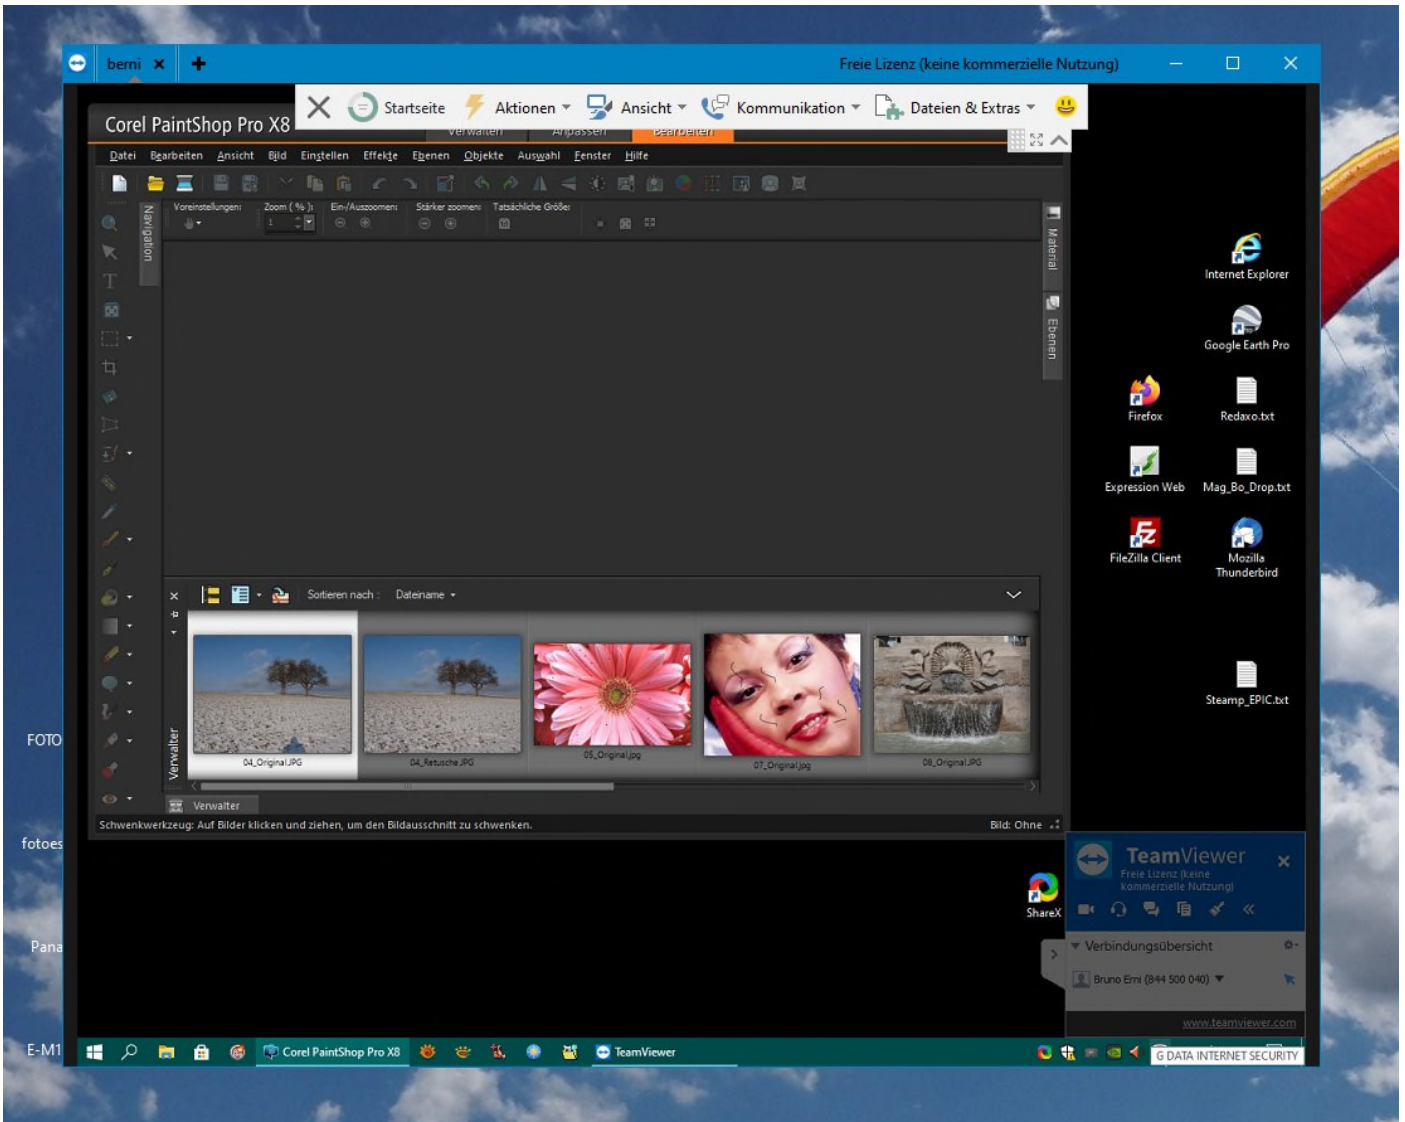 berni
Freie Lizenz (keine kommerzielle Nutzung)
Startseite Aktionen Ansicht Kommunikation Dateien & Extras
Corel PaintShop Pro X8
Verwalten Anpassen Bearbeiten
Datei Bearbeiten Ansicht Bild Einstellen Effekte Ebenen Objekte Auswahl Fenster Hilfe
Voreinstellungen: Zoom ( % ): Ein-/Auszoomen: Stärker zoomen: Tatsächliche Größe:
1
Navigation
Material
Ebenen
Internet Explorer
Google Earth Pro
Firefox
Redaxo.txt
Expression Web
Mag_Bo_Drop.txt
FileZilla Client
Mozilla
Thunderbird
Steamp_EPIC.txt
Sortieren nach : Dateiname
Verwalter
04_Original.JPG
04_Retusche.JPG
05_Original.jpg
07_Original.jpg
08_Original.JPG
Verwalter
Schwenkwerkzeug: Auf Bilder klicken und ziehen, um den Bildausschnitt zu schwenken.
Bild: Ohne
FOTO
fotoes
Pana
E-M1
ShareX
TeamViewer
Freie Lizenz (keine
kommerzielle Nutzung)
Verbindungsübersicht
Bruno Erni (844 500 040)
www.teamviewer.com
Corel PaintShop Pro X8
TeamViewer
G DATA INTERNET SECURITY